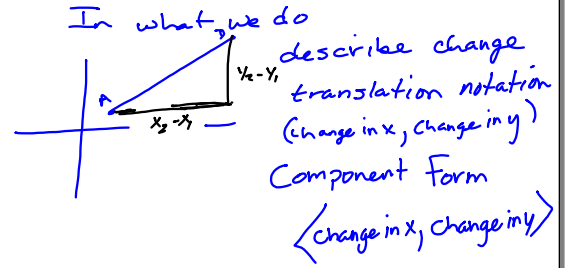 In what we do
describe change
A
y₂-y₁
translation notation
x₂-x₁
(change in x, change in y)
Component Form
⟨change in x, Change in y⟩